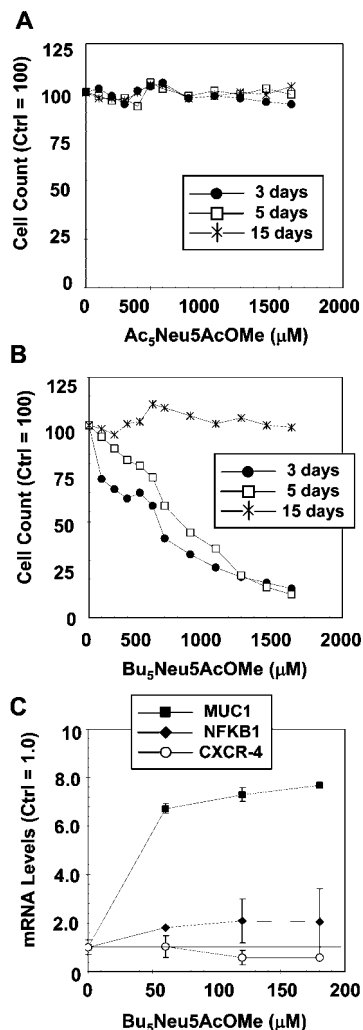 A
Cell Count (Ctrl = 100)
125
100
75
50
25
0
3 days
5 days
15 days
0
500
1000
1500
2000
Ac₅Neu5AcOMe (μM)
B
Cell Count (Ctrl = 100)
125
100
75
50
25
0
3 days
5 days
15 days
0
500
1000
1500
2000
Bu₅Neu5AcOMe (μM)
C
mRNA Levels (Ctrl = 1.0)
MUC1
NFKB1
CXCR-4
10
8.0
6.0
4.0
2.0
0.0
0
50
100
150
200
Bu₅Neu5AcOMe (μM)